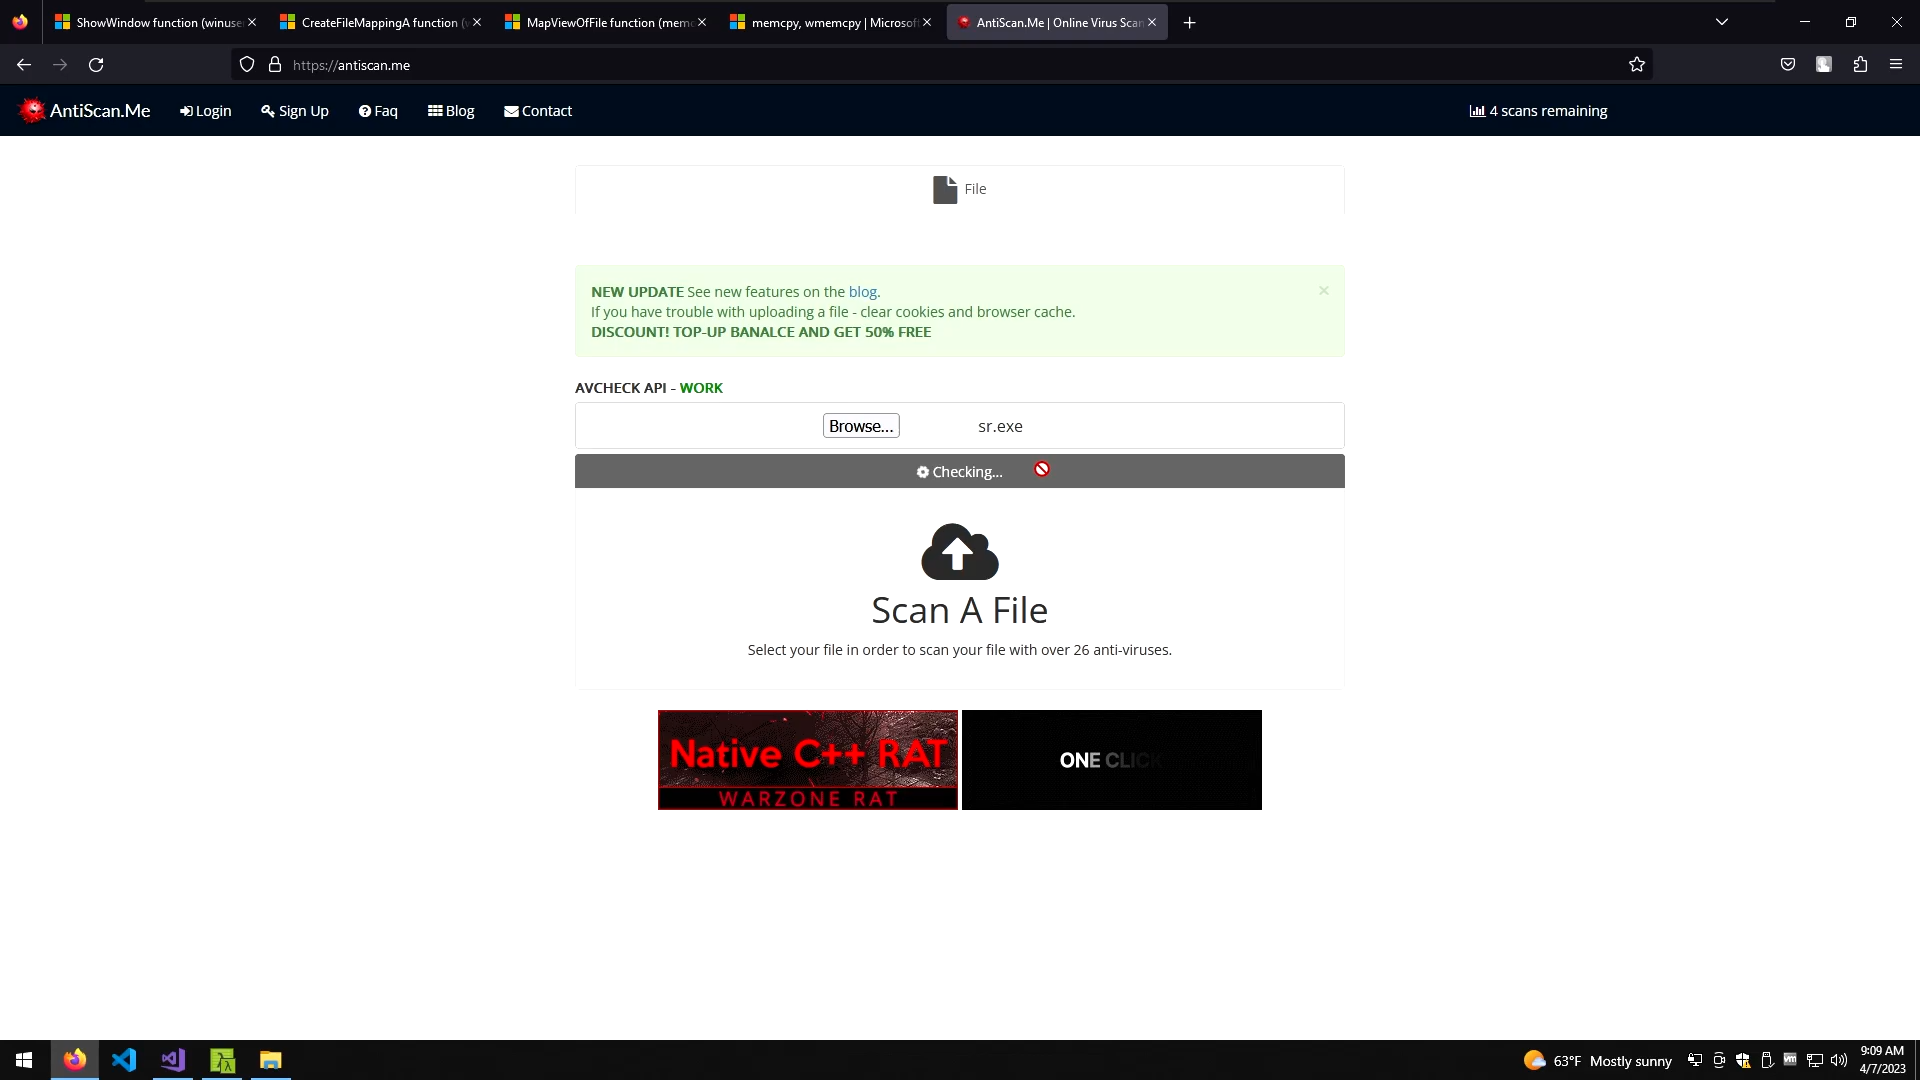 ShowWindow function (winuse
CreateFileMappingA function (w
MapViewOfFile function (mem
memcpy, wmemcpy | Microsof
AntiScan.Me | Online Virus Scan
https://antiscan.me
AntiScan.Me
Login
Sign Up
Faq
Blog
Contact
4 scans remaining
File
NEW UPDATE See new features on the blog.
If you have trouble with uploading a file - clear cookies and browser cache.
DISCOUNT! TOP-UP BANALCE AND GET 50% FREE
AVCHECK API - WORK
Browse... sr.exe
Checking...
Scan A File
Select your file in order to scan your file with over 26 anti-viruses.
Native C++ RAT
WARZONE RAT
ONE CLICK
63°F Mostly sunny
9:09 AM
4/7/2023